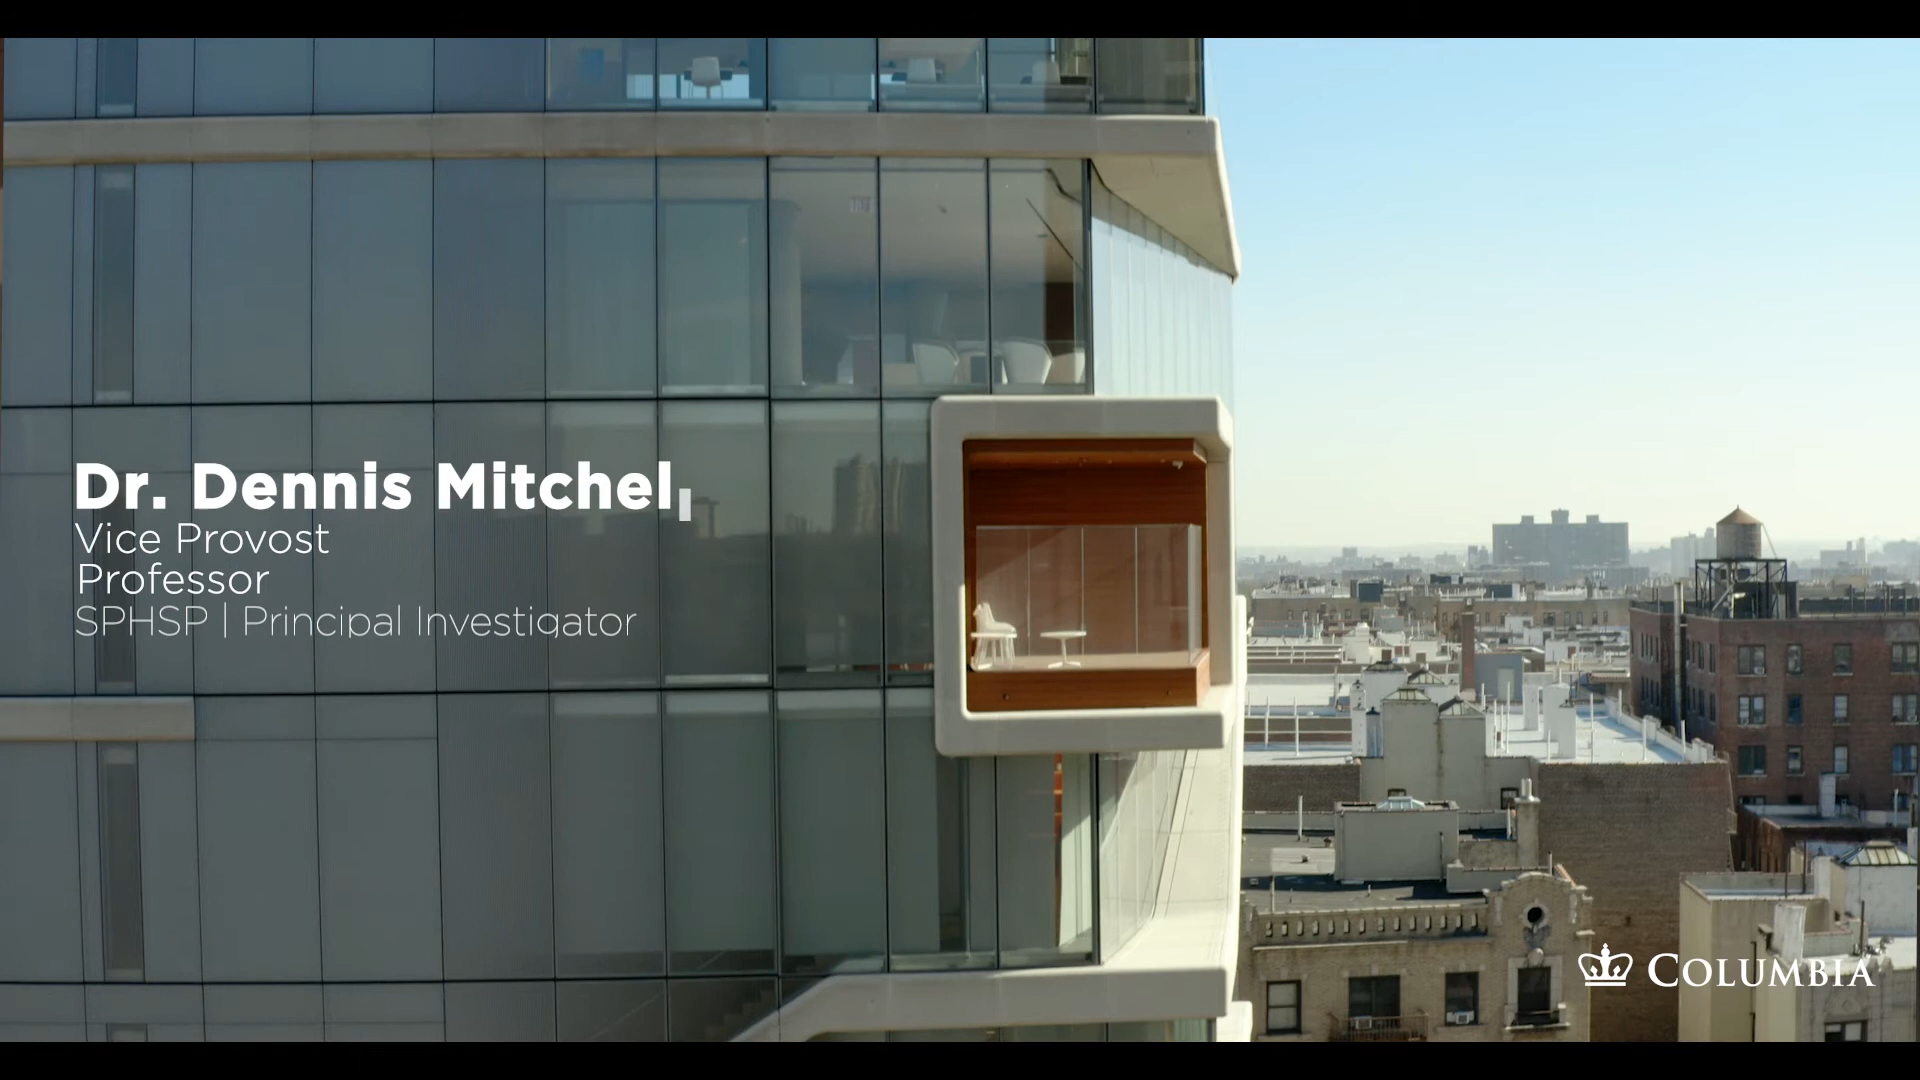 Dr. Dennis Mitchel
Vice Provost
Professor
SPHSP | Principal Investigator
COLUMBIA